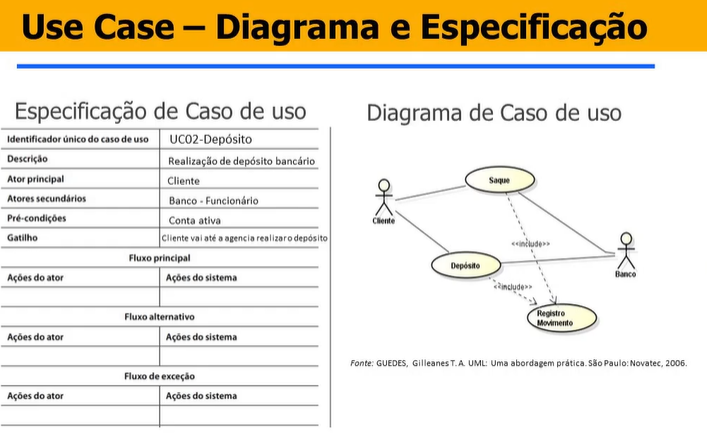 Use Case – Diagrama e Especificação
Especificação de Caso de uso
Identificador único do caso de uso UC02-Depósito
Descrição Realização de depósito bancário
Ator principal Cliente
Atores secundários Banco - Funcionário
Pré-condições Conta ativa
Gatilho Cliente vai até a agencia realizar o depósito
Fluxo principal
Ações do ator Ações do sistema
Fluxo alternativo
Ações do ator Ações do sistema
Fluxo de exceção
Ações do ator Ações do sistema
Diagrama de Caso de uso
Saque
Cliente
<<include>>
Depósito
Banco
<<include>>
Registro
Movimento
Fonte: GUEDES, Gilleanes T. A. UML: Uma abordagem prática. São Paulo: Novatec, 2006.